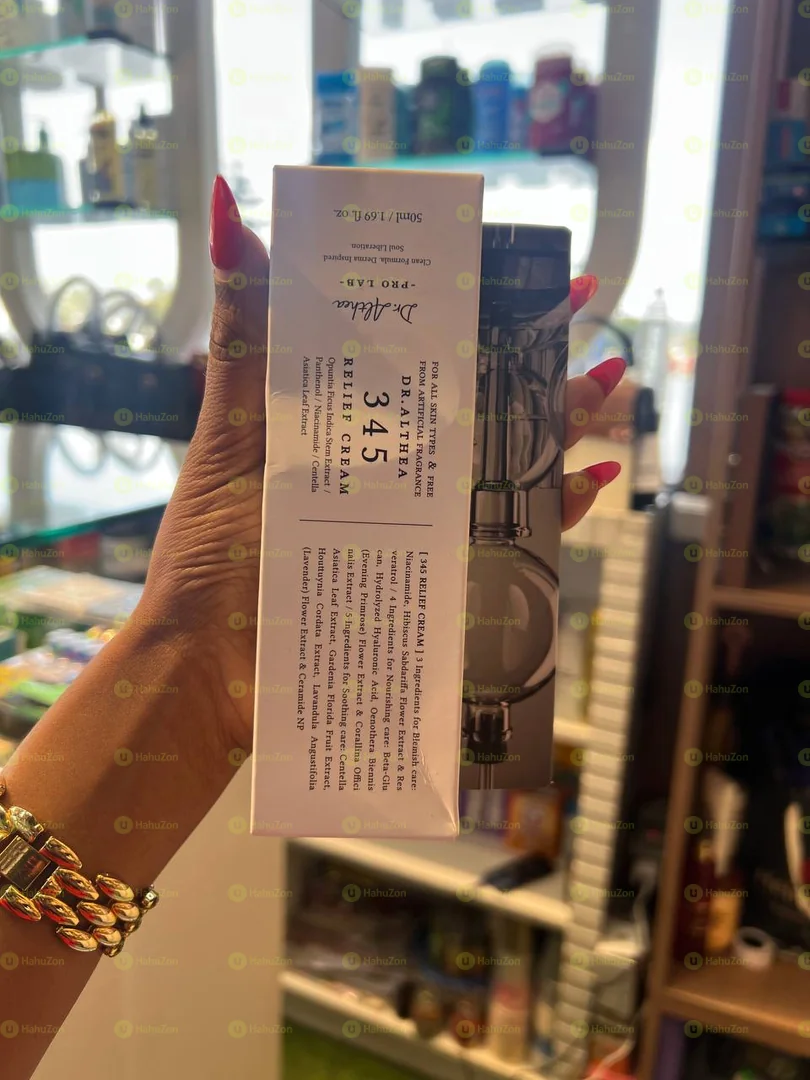 50ml / 1.69 fl. oz.
Clean Formula. Derma Inspired
Soul Liberation.
-PRO LAB-
Dr.Althea
FOR ALL SKIN TYPES & FREE
FROM ARTIFICIAL FRAGRANCE
DR.ALTHEA
345
RELIEF CREAM
Opuntia Ficus Indica Stem Extract /
Panthenol / Niacinamide / Centella
Asiatica Leaf Extract
[ 345 RELIEF CREAM ] 3 Ingredients for Blemish care:
Niacinamide, Hibiscus Sabdariffa Flower Extract & Res
veratrol / 4 Ingredients for Nourishing care: Beta-Glu
can, Hydrolyzed Hyaluronic Acid, Oenothera Biennis
(Evening Primrose) Flower Extract & Corallina Offici
nalis Extract / 5 Ingredients for Soothing care: Centella
Asiatica Leaf Extract, Gardenia Florida Fruit Extract,
Houttuynia Cordata Extract, Lavandula Angustifolia
(Lavender) Flower Extract & Ceramide NP
HahuZon